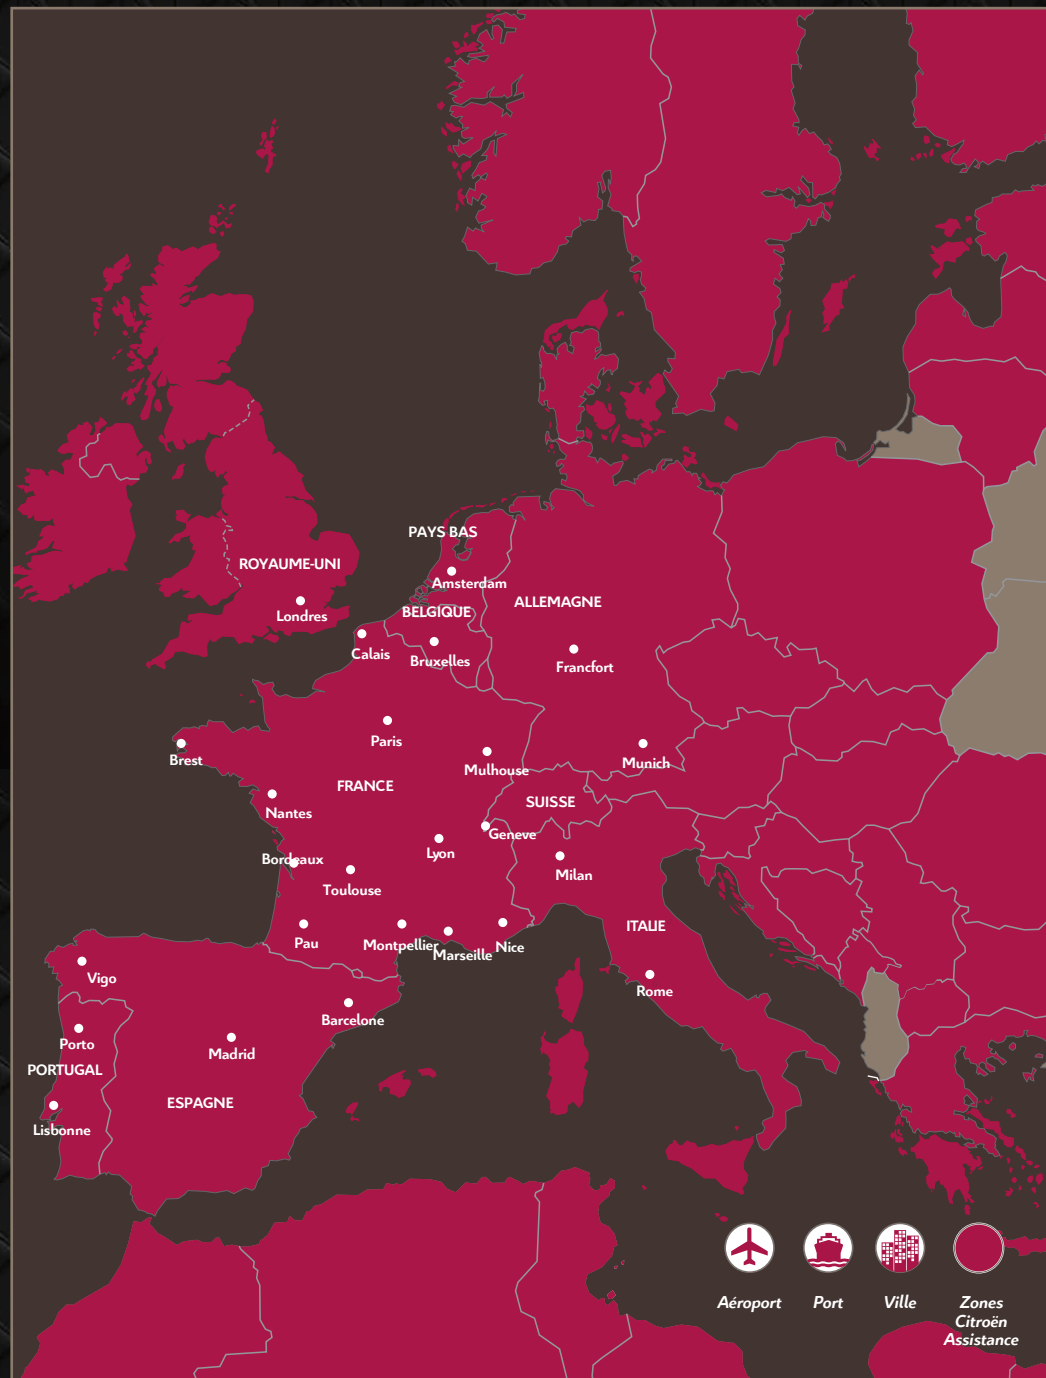 PAYS BAS
Amsterdam
ROYAUME-UNI
Londres
BELGIQUE
ALLEMAGNE
Calais
Bruxelles
Francfort
Paris
Brest
Mulhouse
Munich
FRANCE
SUISSE
Nantes
Geneve
Lyon
Bordeaux
Milan
Toulouse
ITALIE
Pau
Montpellier
Marseille
Nice
Vigo
Rome
Barcelone
Porto
Madrid
PORTUGAL
ESPAGNE
Lisbonne
Aéroport
Port
Ville
Zones
Citroën
Assistance